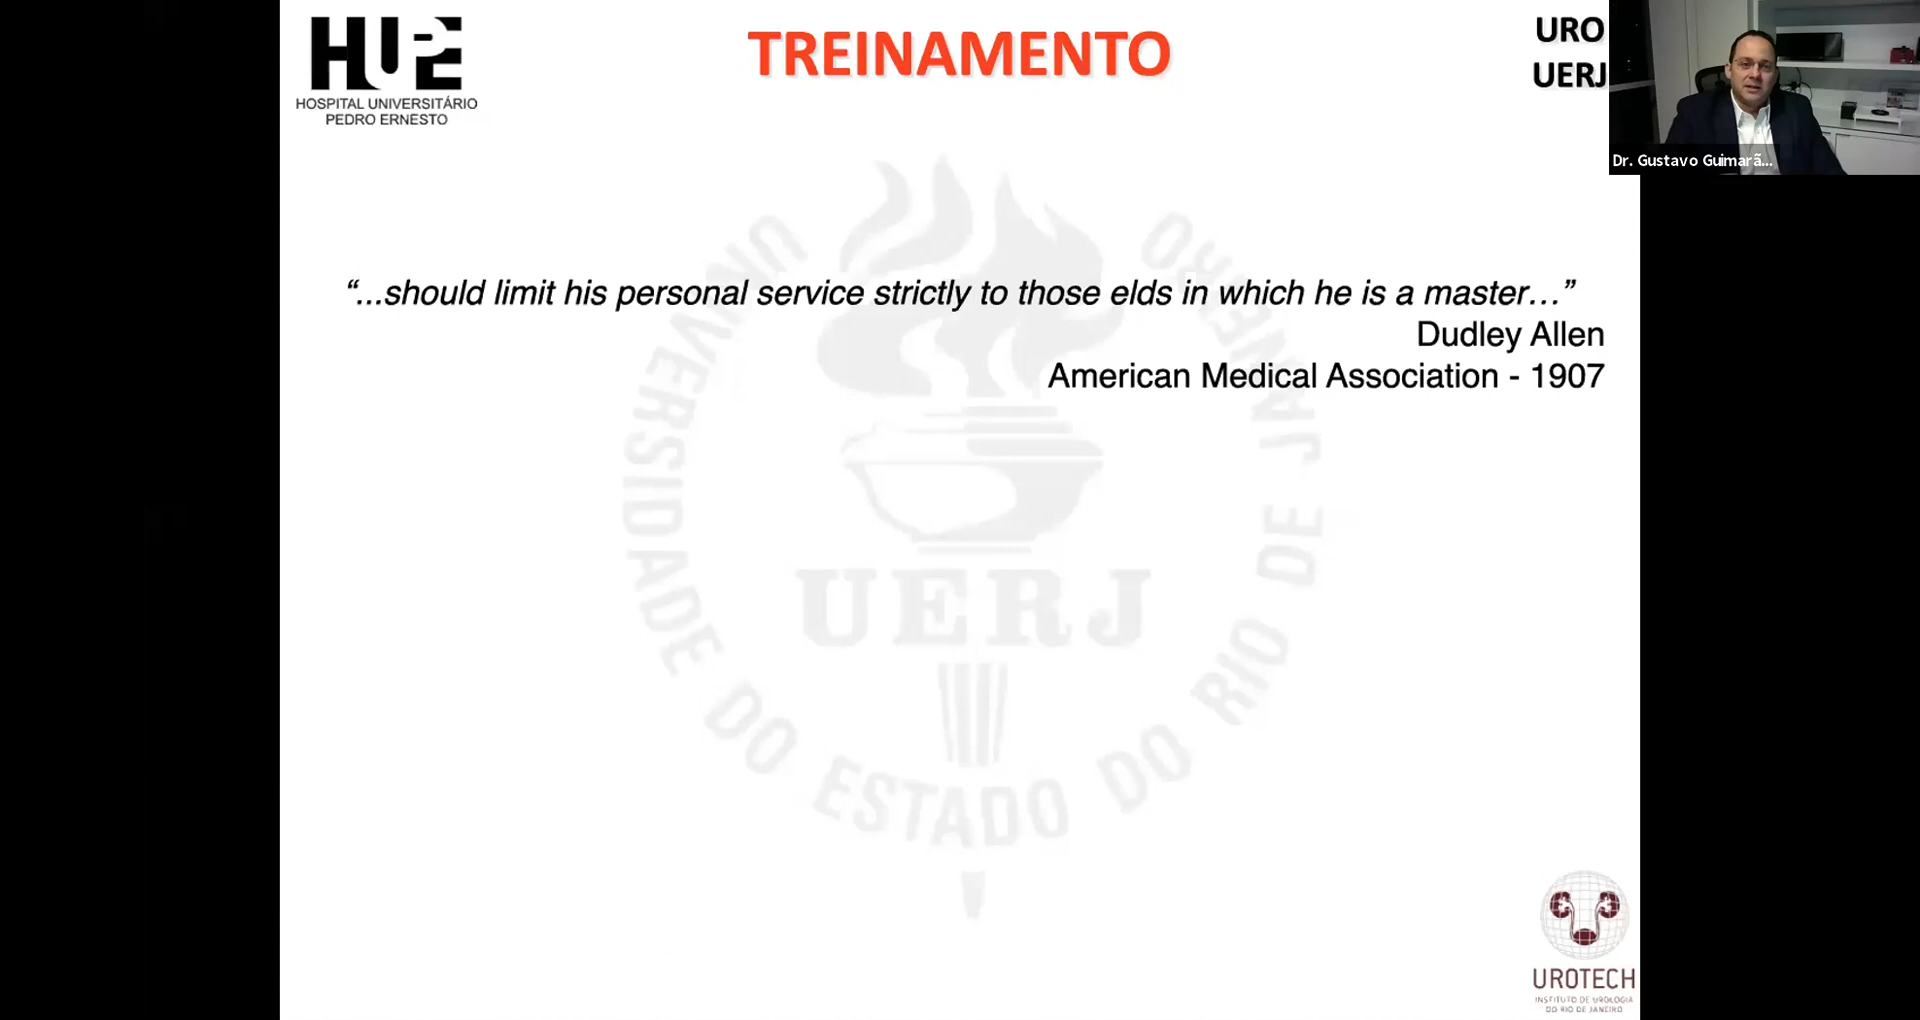 HUPE
HOSPITAL UNIVERSITÁRIO
PEDRO ERNESTO
TREINAMENTO
URO
UERJ
Dr. Gustavo Guimarã...
“...should limit his personal service strictly to those elds in which he is a master…”
Dudley Allen
American Medical Association - 1907
UNIVERSIDADE DO ESTADO DO RIO DE JANEIRO
UERJ
UROTECH
INSTITUTO DE UROLOGIA
DO RIO DE JANEIRO